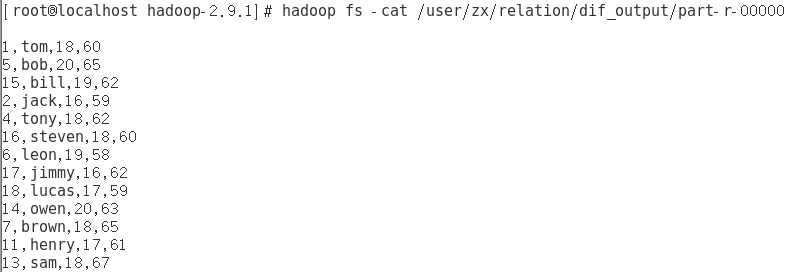 [root@localhost hadoop-2.9.1]# hadoop fs -cat /user/zx/relation/dif_output/part-r-00000
1,tom,18,60
5,bob,20,65
15,bill,19,62
2,jack,16,59
4,tony,18,62
16,steven,18,60
6,leon,19,58
17,jimmy,16,62
18,lucas,17,59
14,owen,20,63
7,brown,18,65
11,henry,17,61
13,sam,18,67